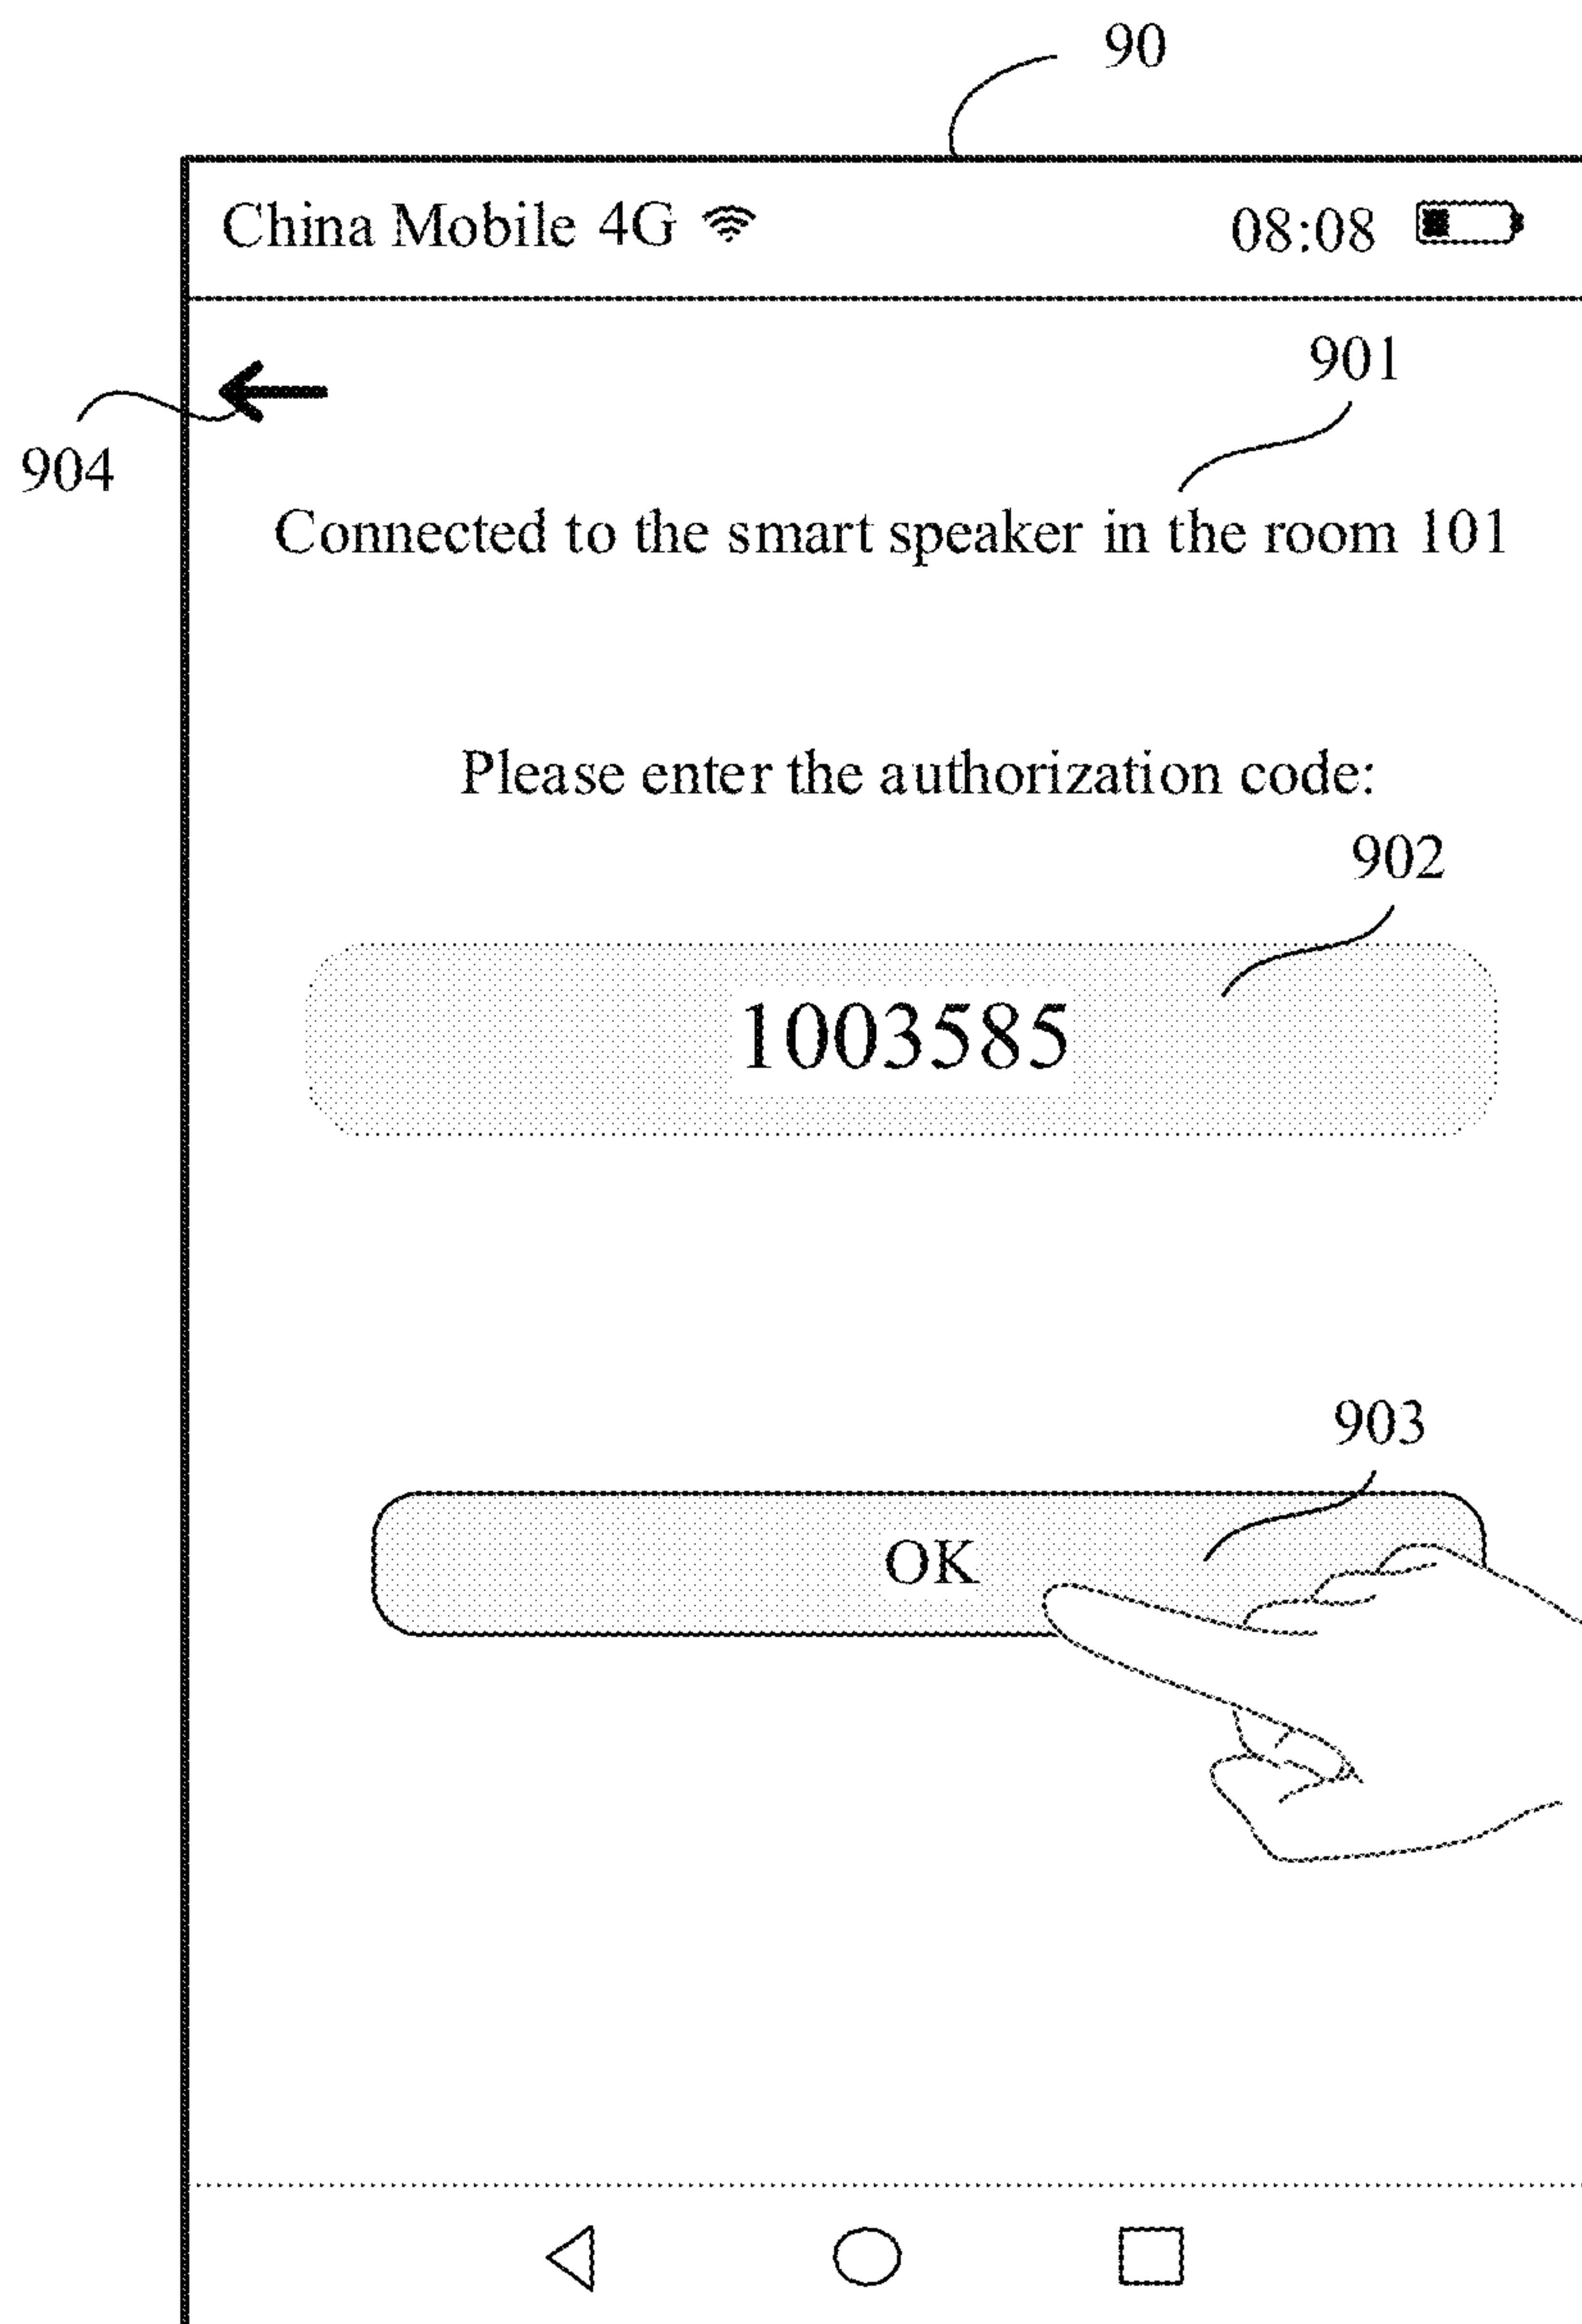 90
China Mobile 4G 08:08
901
904
Connected to the smart speaker in the room 101
Please enter the authorization code:
902
1003585
903
OK